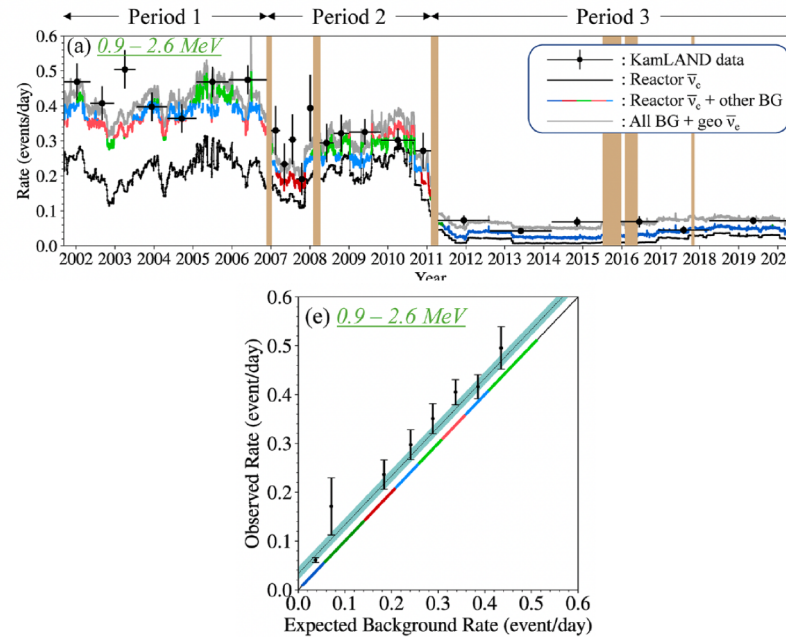 Period 1 Period 2 Period 3
(a) 0.9 – 2.6 MeV
: KamLAND data
: Reactor ν̅e
: Reactor ν̅e + other BG
: All BG + geo ν̅e
Rate (events/day)
0.6
0.5
0.4
0.3
0.2
0.1
0.0
2002 2003 2004 2005 2006 2007 2008 2009 2010 2011 2012 2013 2014 2015 2016 2017 2018 2019
Year
(e) 0.9 – 2.6 MeV
Observed Rate (event/day)
0.6
0.5
0.4
0.3
0.2
0.1
0.0
0.0 0.1 0.2 0.3 0.4 0.5 0.6
Expected Background Rate (event/day)